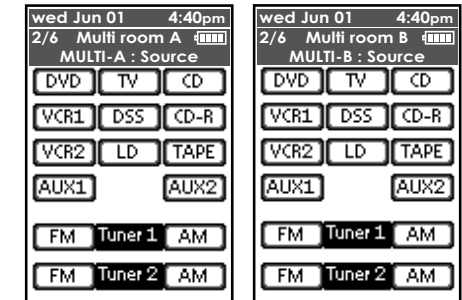 wed Jun 01 4:40pm
2/6 Multi room A
MULTI-A : Source
DVD TV CD
VCR1 DSS CD-R
VCR2 LD TAPE
AUX1 AUX2
FM Tuner 1 AM
FM Tuner 2 AM
wed Jun 01 4:40pm
2/6 Multi room B
MULTI-B : Source
DVD TV CD
VCR1 DSS CD-R
VCR2 LD TAPE
AUX1 AUX2
FM Tuner 1 AM
FM Tuner 2 AM